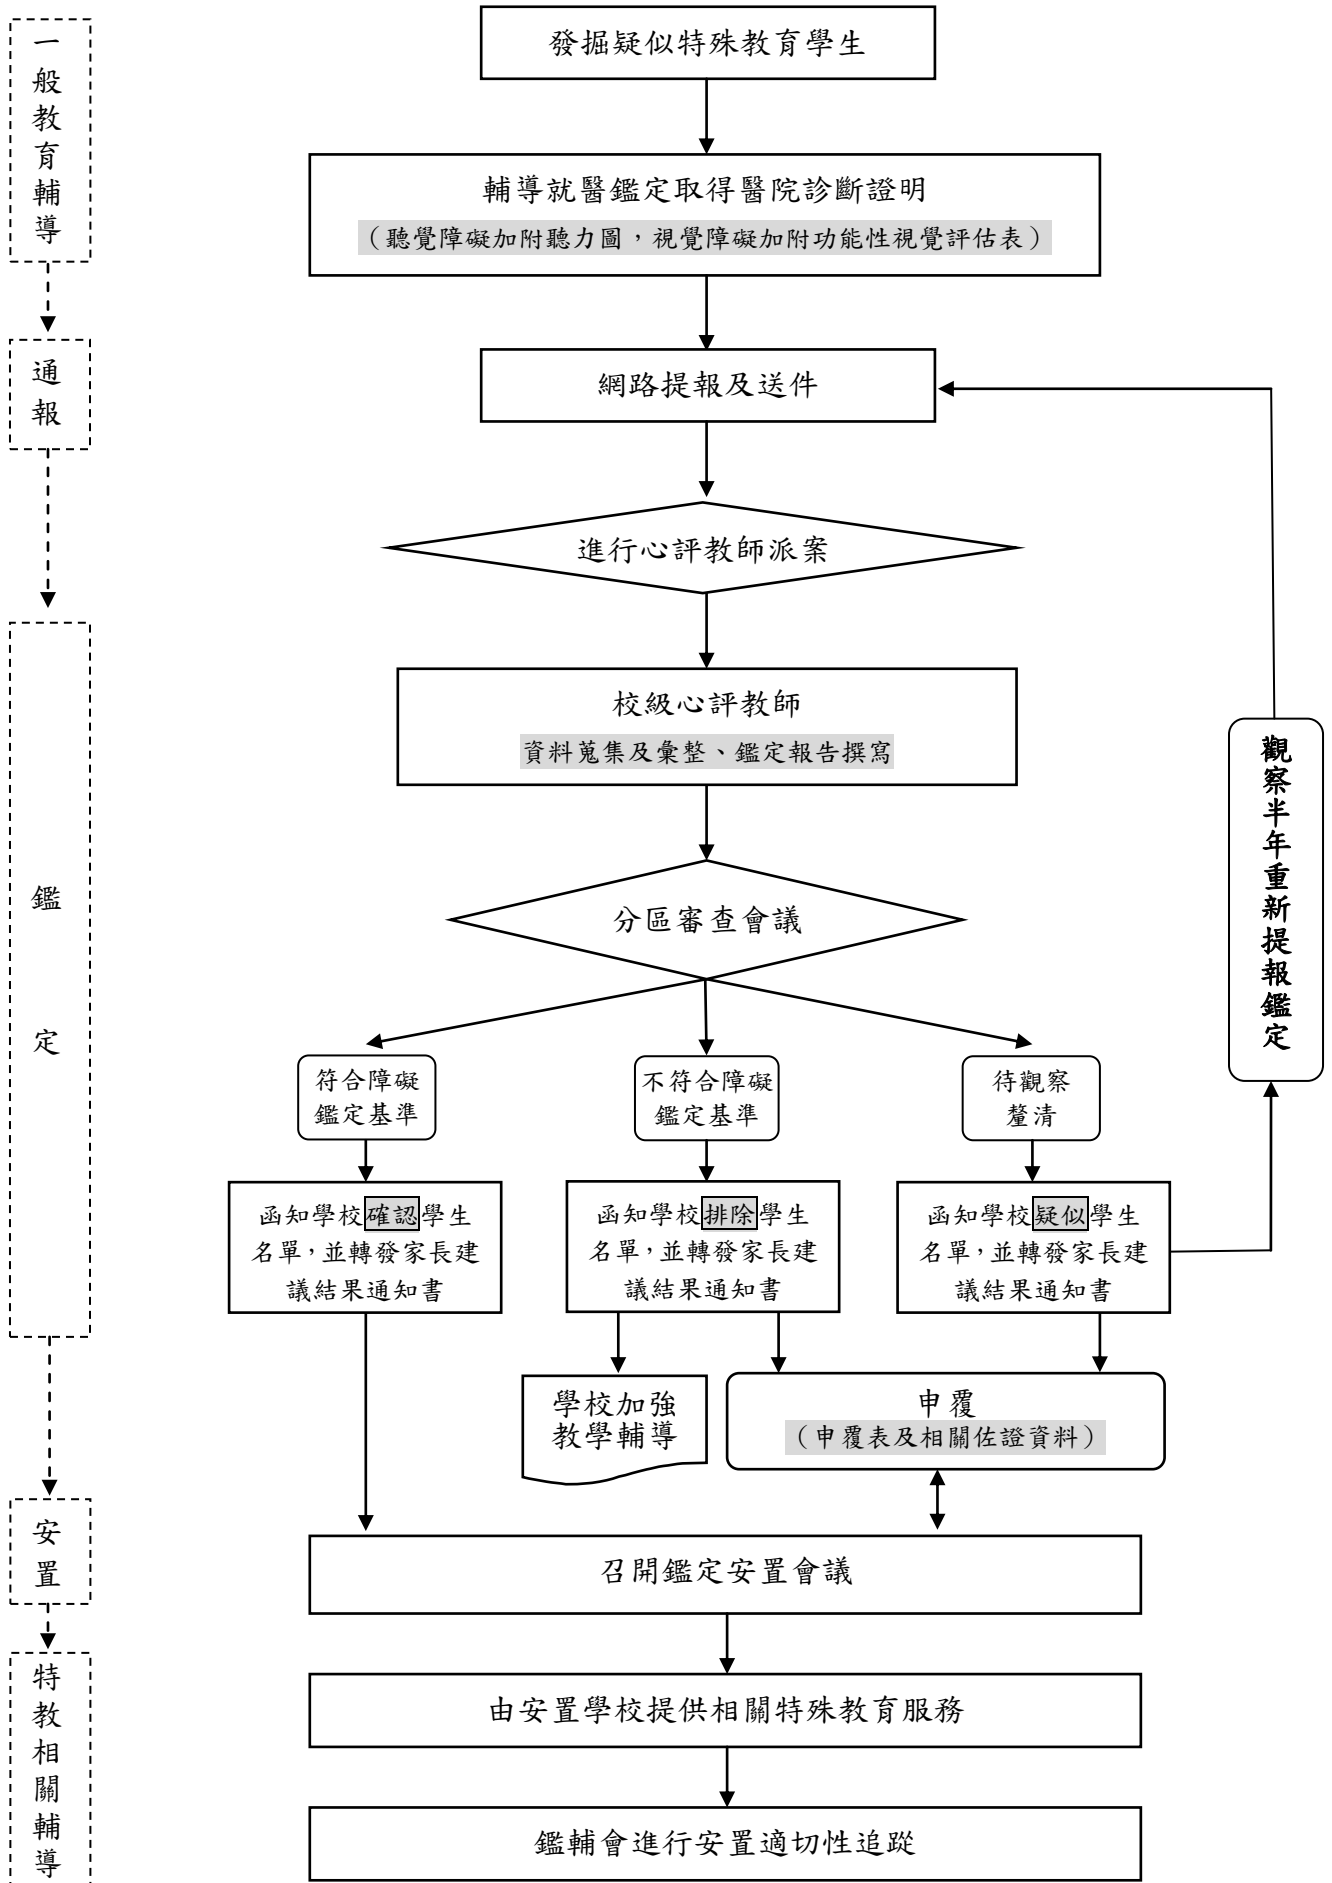 一般教育輔導
發掘疑似特殊教育學生
輔導就醫鑑定取得醫院診斷證明
（聽覺障礙加附聽力圖，視覺障礙加附功能性視覺評估表）
通報
網路提報及送件
進行心評教師派案
鑑定
校級心評教師
資料蒐集及彙整、鑑定報告撰寫
觀察半年重新提報鑑定
分區審查會議
符合障礙
鑑定基準
不符合障礙
鑑定基準
待觀察
釐清
函知學校確認學生
名單，並轉發家長建
議結果通知書
函知學校排除學生
名單，並轉發家長建
議結果通知書
函知學校疑似學生
名單，並轉發家長建
議結果通知書
學校加強
教學輔導
申覆
（申覆表及相關佐證資料）
安置
召開鑑定安置會議
特教相關輔導
由安置學校提供相關特殊教育服務
鑑輔會進行安置適切性追蹤